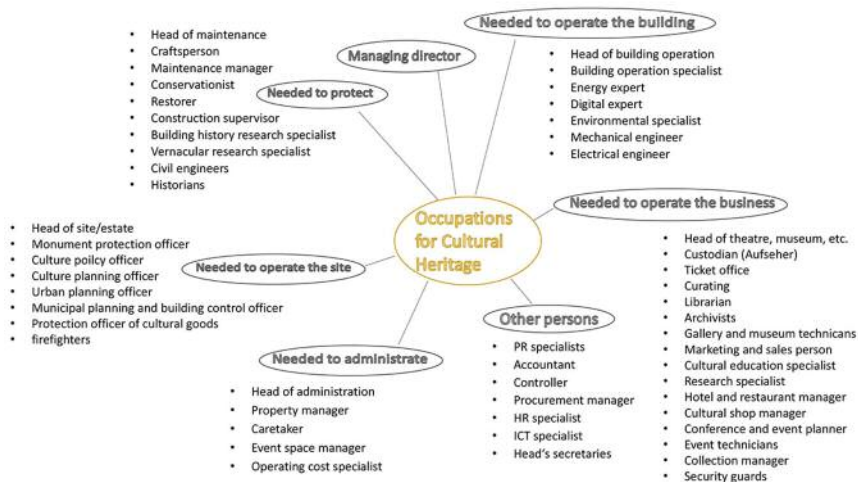 Needed to operate the building
Managing director
Needed to protect
• Head of maintenance
• Craftsperson
• Maintenance manager
• Conservationist
• Restorer
• Construction supervisor
• Building history research specialist
• Vernacular research specialist
• Civil engineers
• Historians
• Head of building operation
• Building operation specialist
• Energy expert
• Digital expert
• Environmental specialist
• Mechanical engineer
• Electrical engineer
Occupations
for Cultural
Heritage
Needed to operate the business
• Head of theatre, museum, etc.
• Custodian (Aufseher)
• Ticket office
• Curating
• Librarian
• Archivists
• Gallery and museum technicans
• Marketing and sales person
• Cultural education specialist
• Research specialist
• Hotel and restaurant manager
• Cultural shop manager
• Conference and event planner
• Event technicians
• Collection manager
• Security guards
Needed to operate the site
• Head of site/estate
• Monument protection officer
• Culture poilcy officer
• Culture planning officer
• Urban planning officer
• Municipal planning and building control officer
• Protection officer of cultural goods
• firefighters
Needed to administrate
• Head of administration
• Property manager
• Caretaker
• Event space manager
• Operating cost specialist
Other persons
• PR specialists
• Accountant
• Controller
• Procurement manager
• HR specialist
• ICT specialist
• Head's secretaries